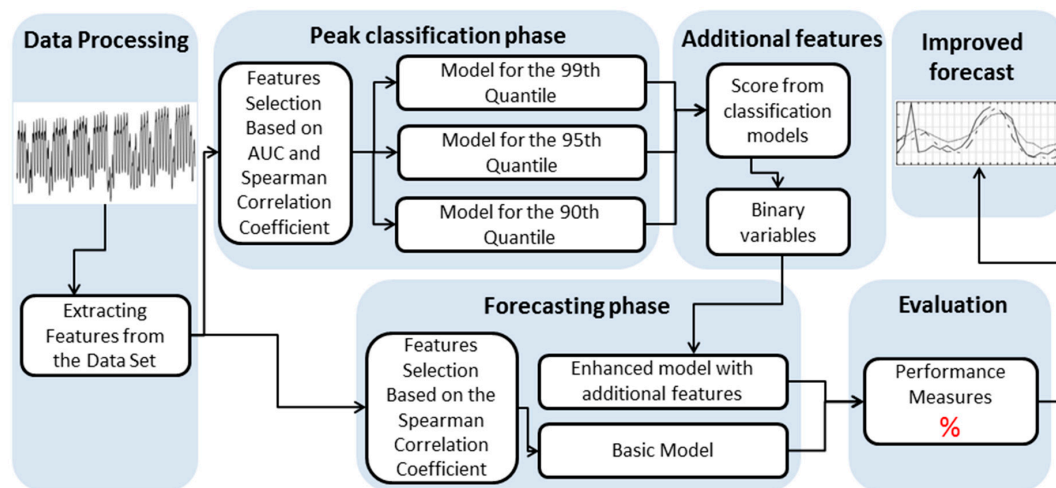 Data Processing
Extracting
Features from
the Data Set
Peak classification phase
Features
Selection
Based on
AUC and
Spearman
Correlation
Coefficient
Model for the 99th
Quantile
Model for the 95th
Quantile
Model for the 90th
Quantile
Additional features
Score from
classification
models
Binary
variables
Improved
forecast
Forecasting phase
Features
Selection
Based on the
Spearman
Correlation
Coefficient
Enhanced model with
additional features
Basic Model
Evaluation
Performance
Measures
%